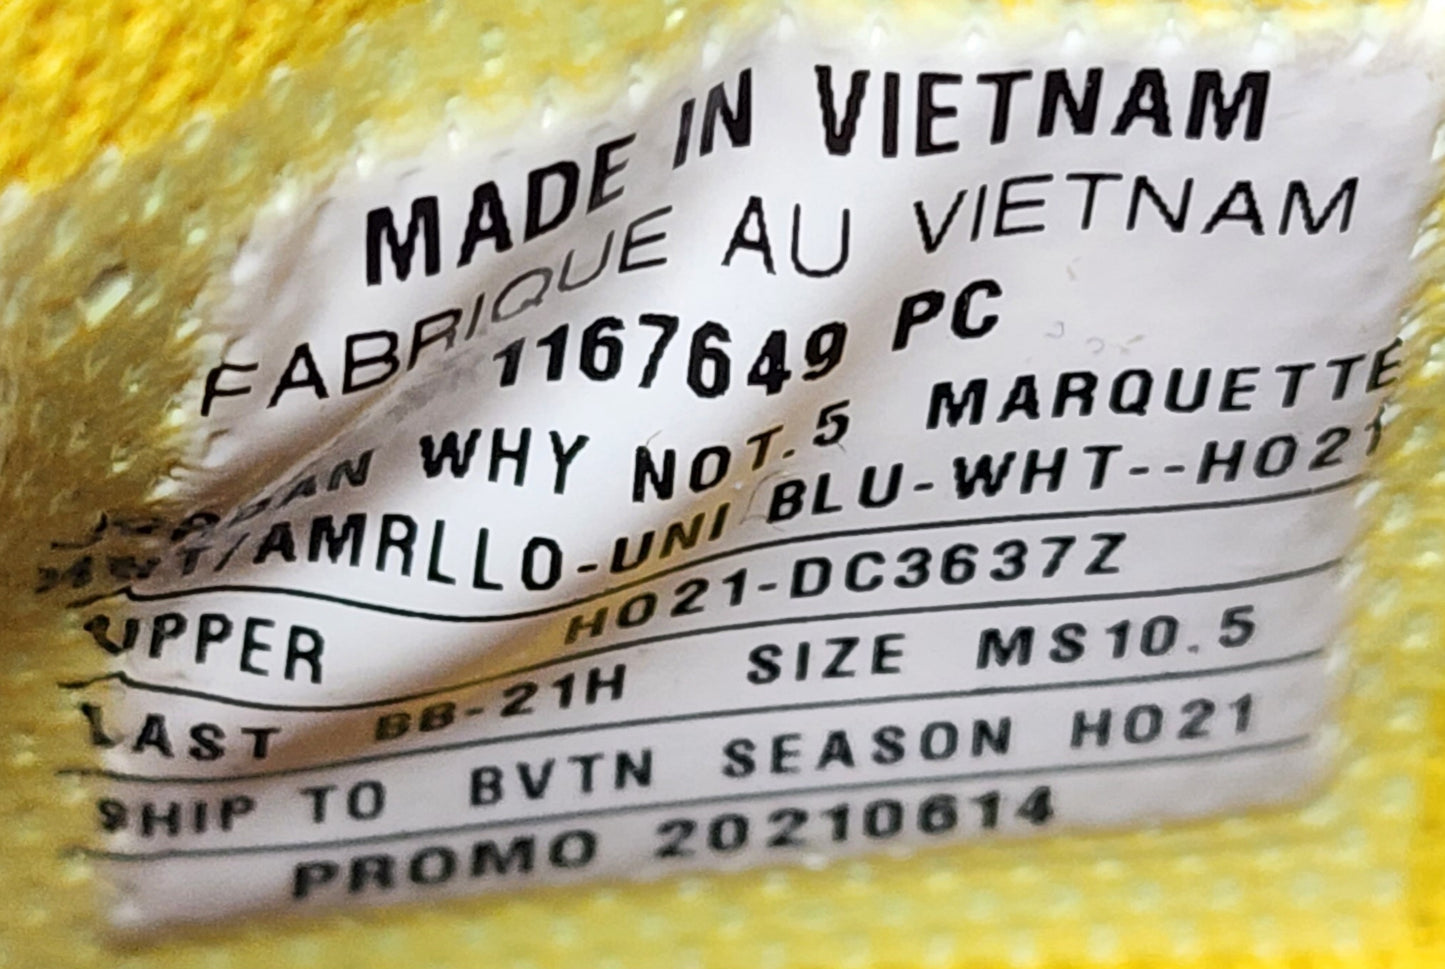 MADE IN VIETNAM
FABRIQUE AU VIETNAM
1167649 PC
JORDAN WHY NOT.5 MARQUETTE
/AMRLLO-UNI BLU-WHT--HO21
UPPER HO21-DC3637Z
LAST BB-21H SIZE MS10.5
SHIP TO BVTN SEASON HO21
PROMO 20210614